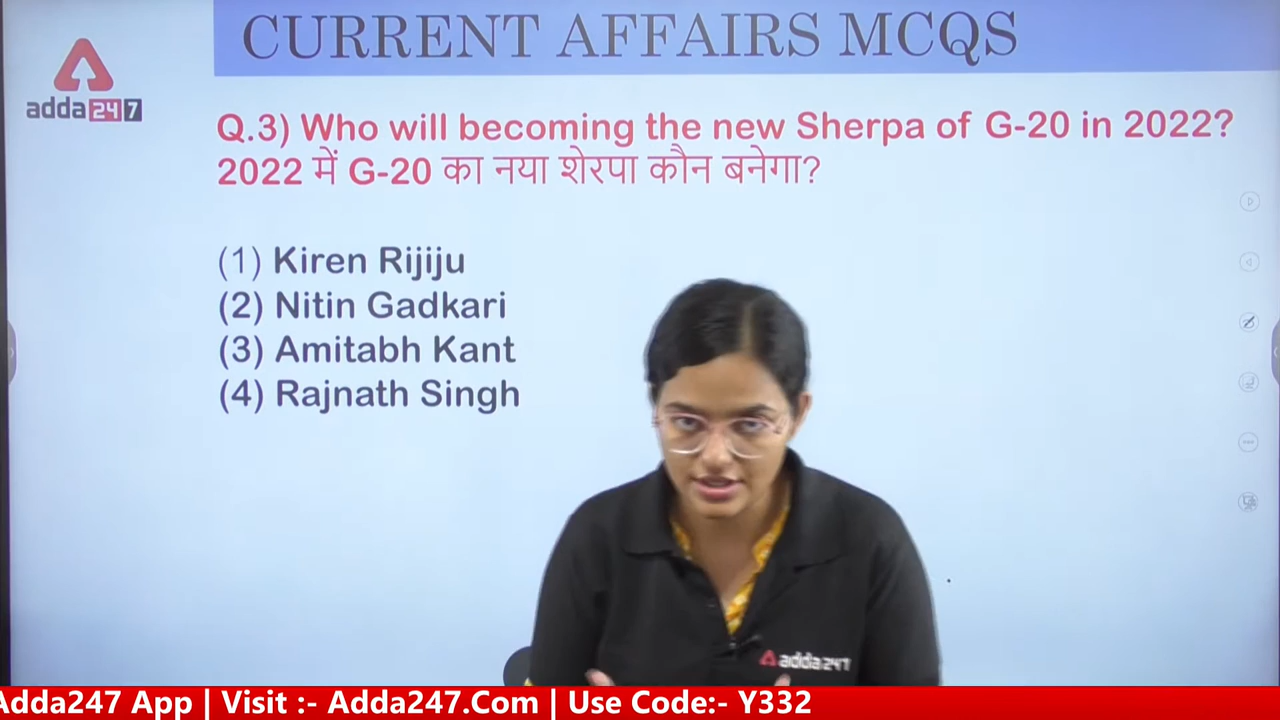 CURRENT AFFAIRS MCQS
adda247
Q.3) Who will becoming the new Sherpa of G-20 in 2022?
2022 में G-20 का नया शेरपा कौन बनेगा?
(1) Kiren Rijiju
(2) Nitin Gadkari
(3) Amitabh Kant
(4) Rajnath Singh
adda247
Adda247 App | Visit :- Adda247.Com | Use Code:- Y332